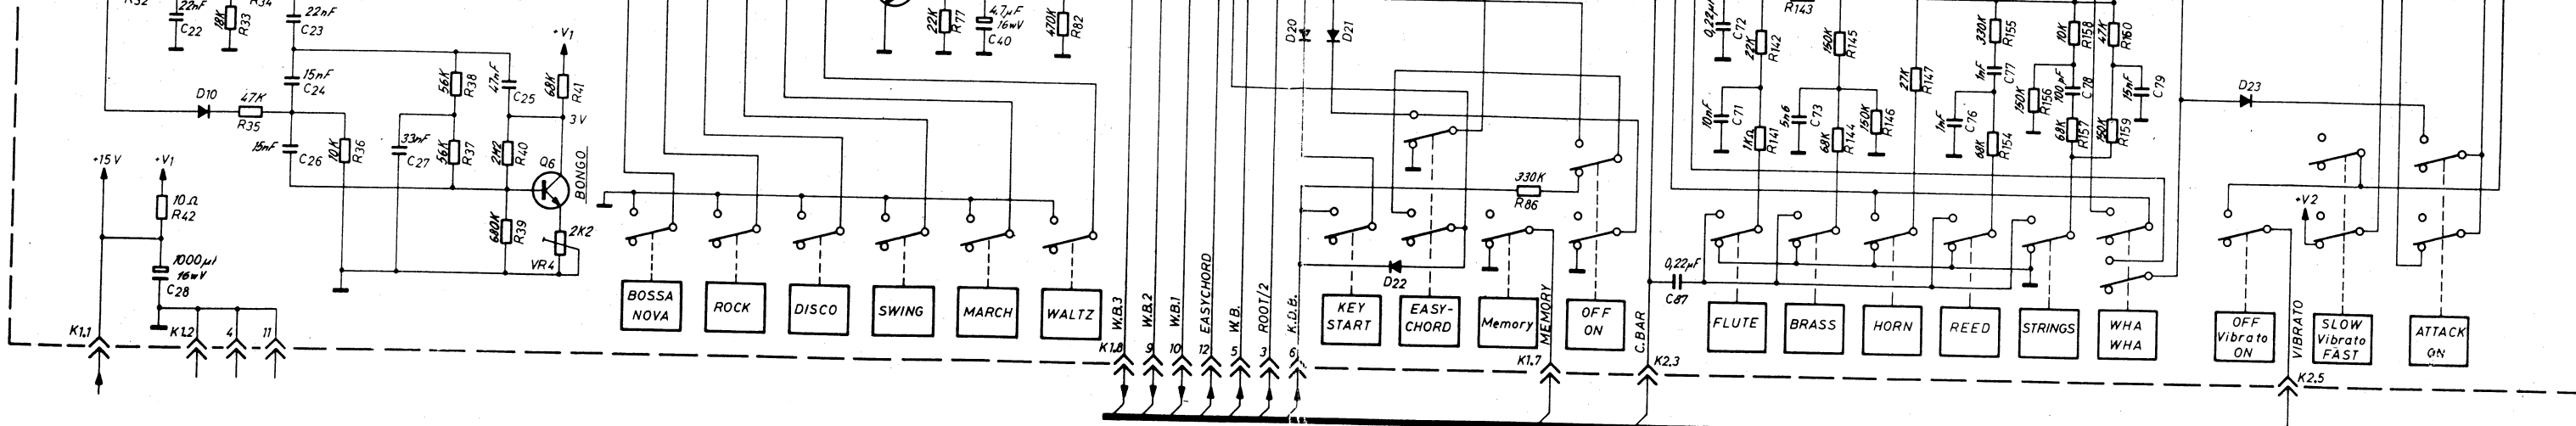 R32
22nF
C22
18K
R33
R34
22nF
C23
15nF
C24
D10
47K
R35
15nF
C26
10K
R36
33nF
C27
56K
R38
56K
R37
47nF
C25
2K2
R40
680K
R39
+V1
68K
R41
3V
Q6
BONGO
2K2
VR4
+15V
+V1
10Ω
R42
1000μf
16wV
C28
K1.1
K1.2
4
11
22K
R77
4,7μF
16wV
C40
470K
R82
BOSSA NOVA
ROCK
DISCO
SWING
MARCH
WALTZ
W.B.3
W.B.2
W.B.1
EASYCHORD
W.B.
ROOT/2
K.D.B.
K1.8
9
10
12
5
3
6
D20
D21
330K
R86
D22
KEY START
EASY-CHORD
Memory
OFF ON
MEMORY
K1.7
C.BAR
K2.3
0,22μF
C87
0,22μF
C72
22K
R142
R143
10nF
C71
1KΩ
R141
150K
R145
5n6
C73
68K
R144
150K
R146
27K
R147
330K
R155
1nF
C77
1nF
C76
68K
R154
10K
R158
47K
R160
150K
R156
100nF
C78
15nF
C79
68K
R157
150K
R159
FLUTE
BRASS
HORN
REED
STRINGS
WHA WHA
D23
+V2
OFF
Vibrato
ON
VIBRATO
SLOW
Vibrato
FAST
ATTACK
ON
K2.5